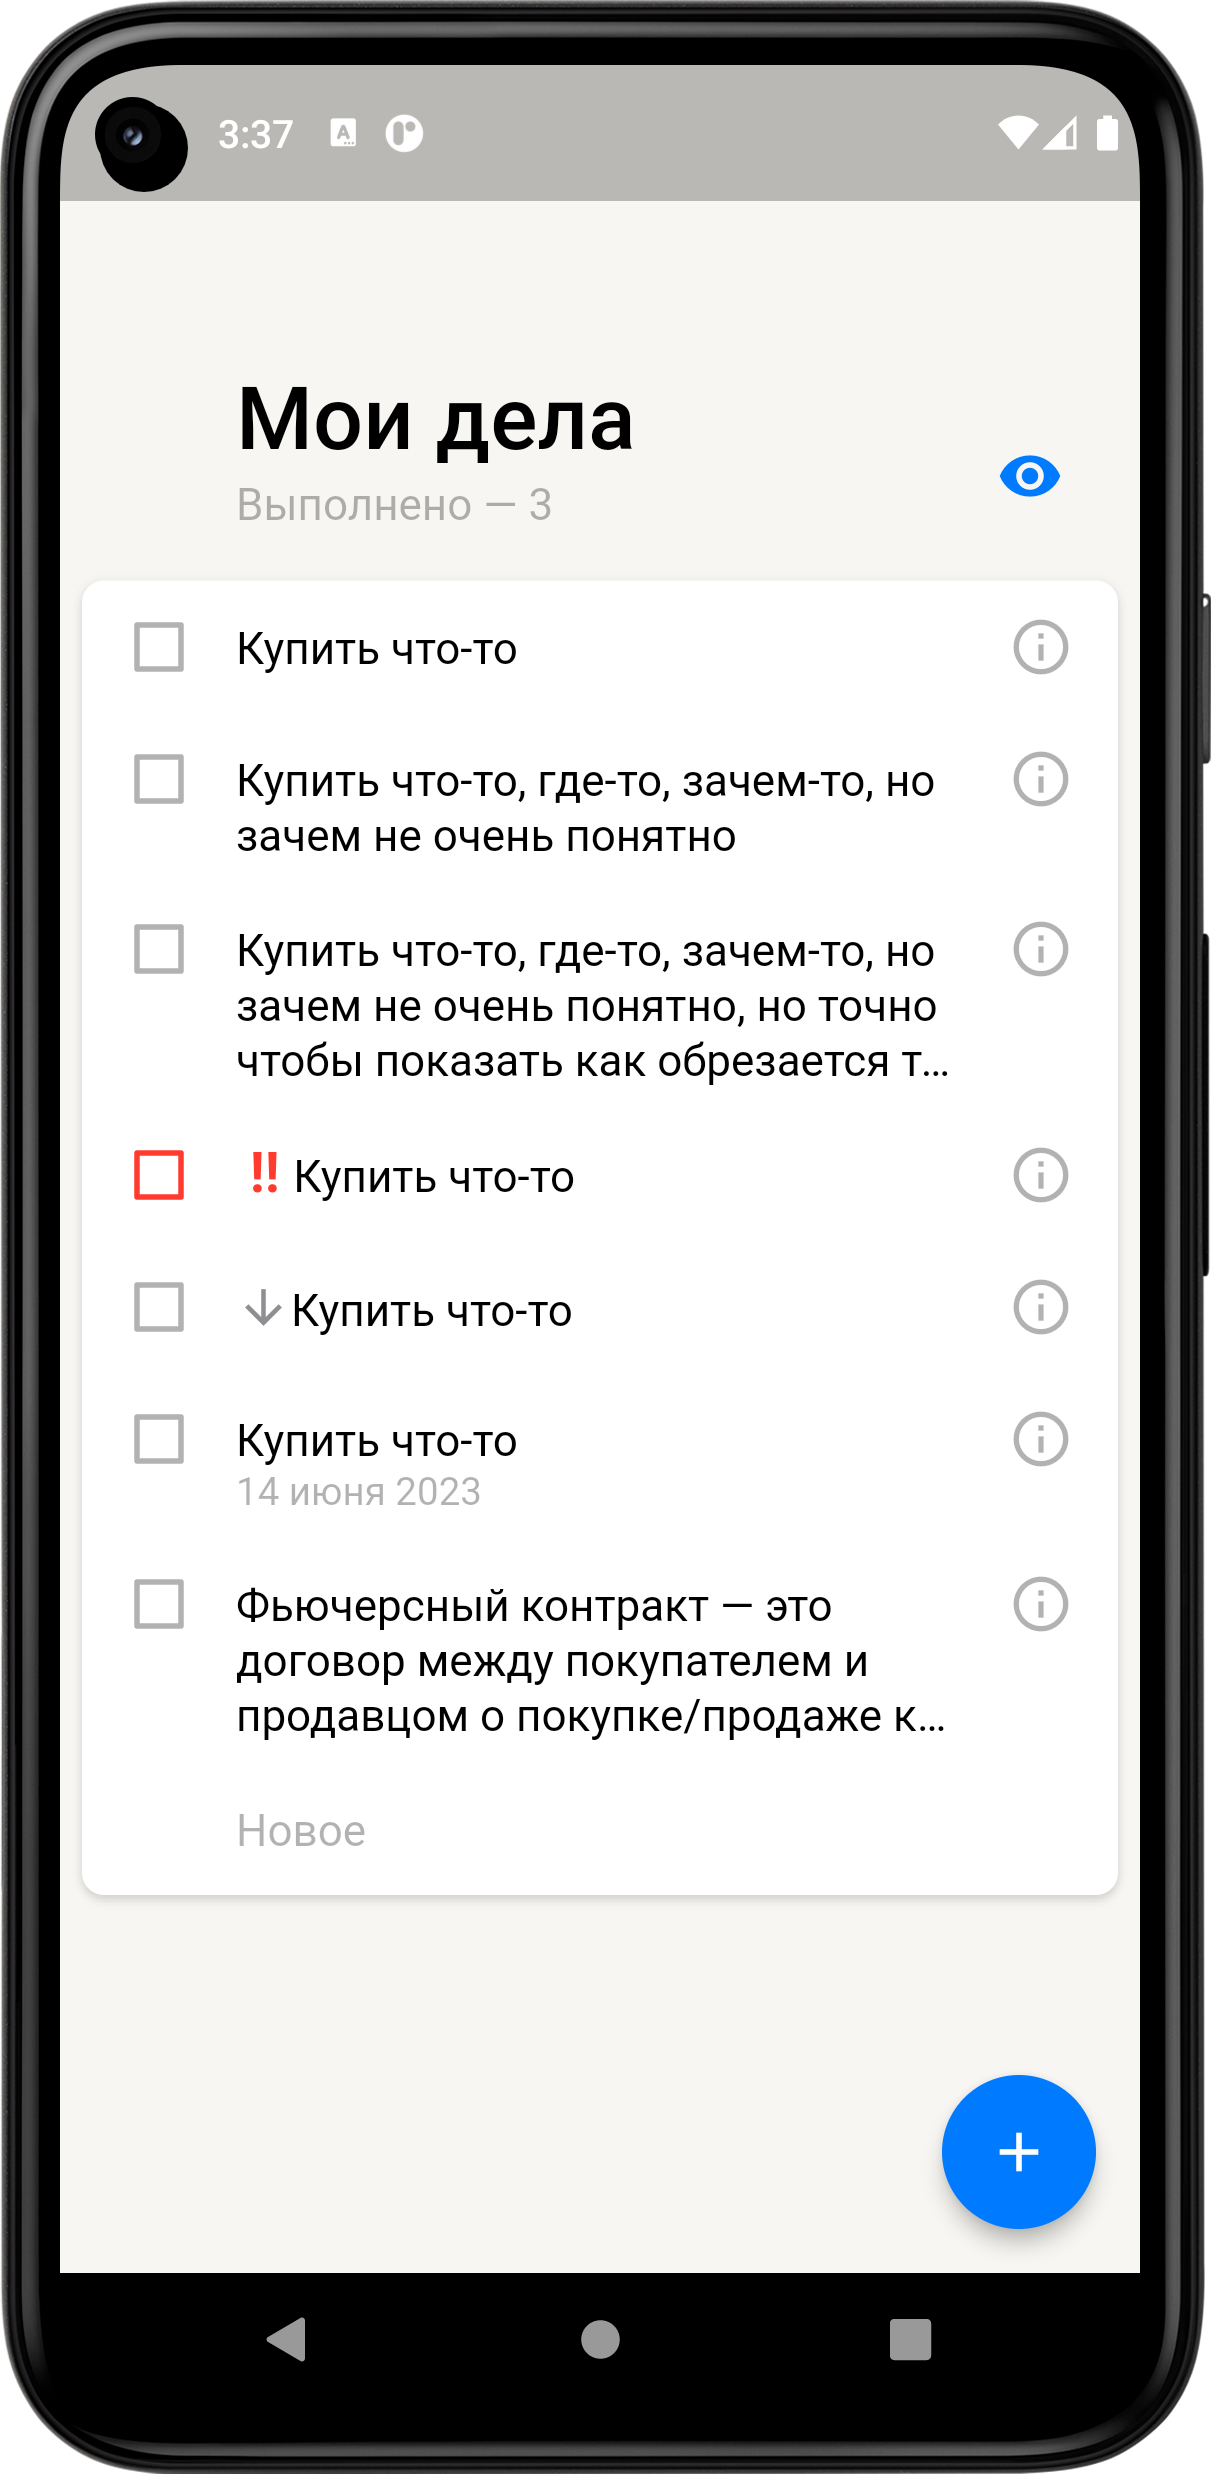 3:37
Мои дела
Выполнено — 3
Купить что-то
Купить что-то, где-то, зачем-то, но
зачем не очень понятно
Купить что-то, где-то, зачем-то, но
зачем не очень понятно, но точно
чтобы показать как обрезается т...
!! Купить что-то
Купить что-то
Купить что-то
14 июня 2023
Фьючерсный контракт — это
договор между покупателем и
продавцом о покупке/продаже к...
Новое